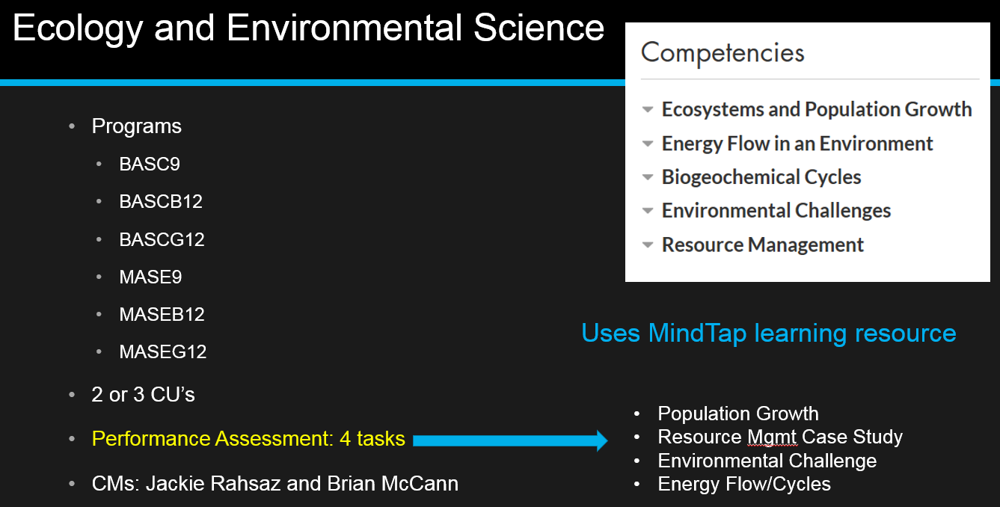 Ecology and Environmental Science
Programs
BASC9
BASCB12
BASCG12
MASE9
MASEB12
MASEG12
2 or 3 CU’s
Performance Assessment: 4 tasks
CMs: Jackie Rahsaz and Brian McCann
Competencies
Ecosystems and Population Growth
Energy Flow in an Environment
Biogeochemical Cycles
Environmental Challenges
Resource Management
Uses MindTap learning resource
Population Growth
Resource Mgmt Case Study
Environmental Challenge
Energy Flow/Cycles